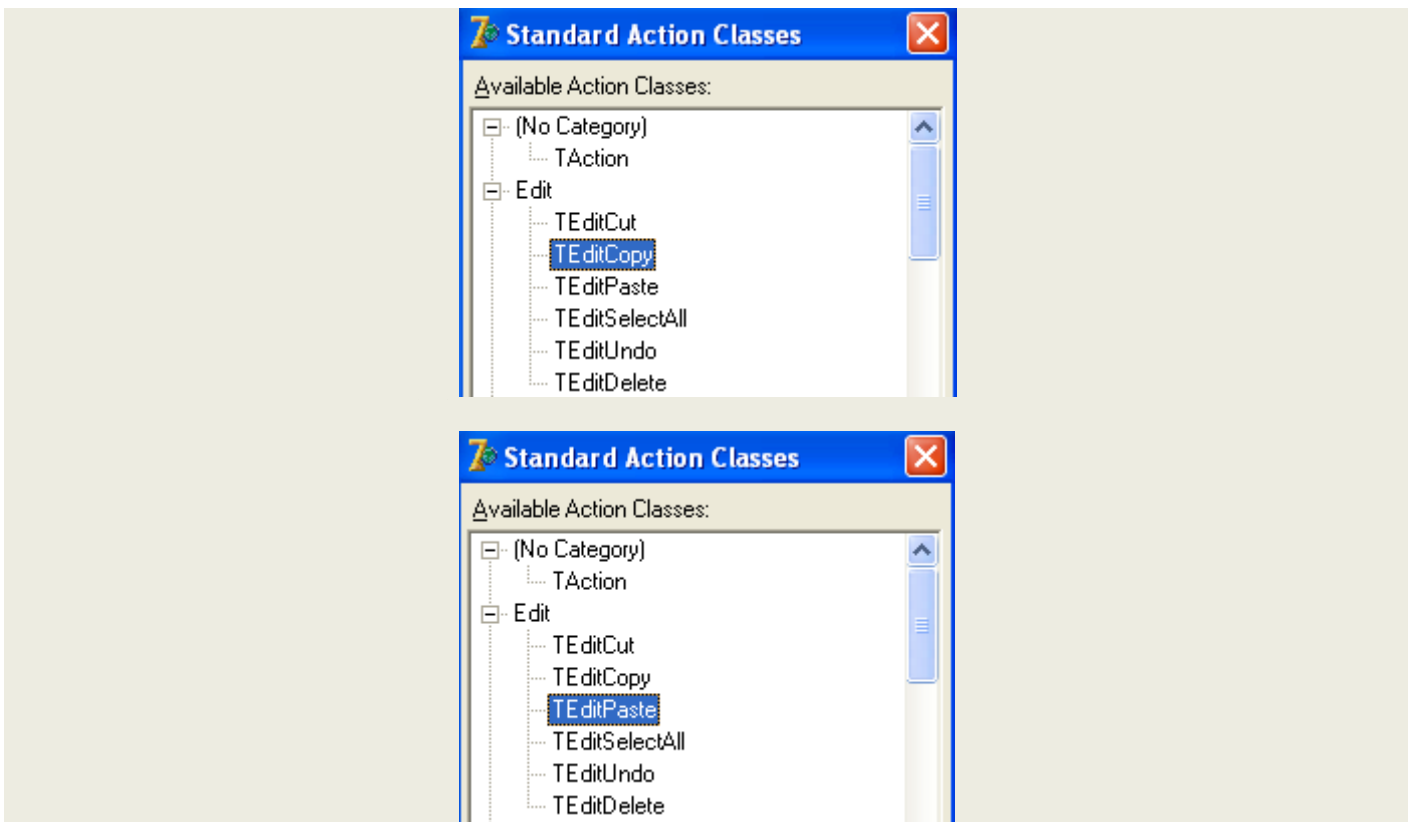 Standard Action Classes
Available Action Classes:
(No Category)
TAction
Edit
TEditCut
TEditCopy
TEditPaste
TEditSelectAll
TEditUndo
TEditDelete
Standard Action Classes
Available Action Classes:
(No Category)
TAction
Edit
TEditCut
TEditCopy
TEditPaste
TEditSelectAll
TEditUndo
TEditDelete